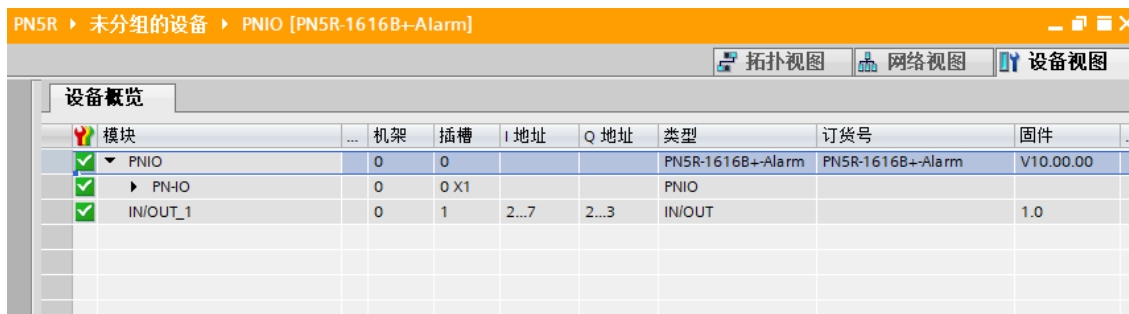 PN5R ▸ 未分组的设备 ▸ PNIO [PN5R-1616B+-Alarm]
拓扑视图 网络视图 设备视图
设备概览
模块 ... 机架 插槽 I 地址 Q 地址 类型 订货号 固件
PNIO 0 0 PN5R-1616B+-Alarm PN5R-1616B+-Alarm V10.00.00
PN-IO 0 0 X1 PNIO
IN/OUT_1 0 1 2...7 2...3 IN/OUT 1.0